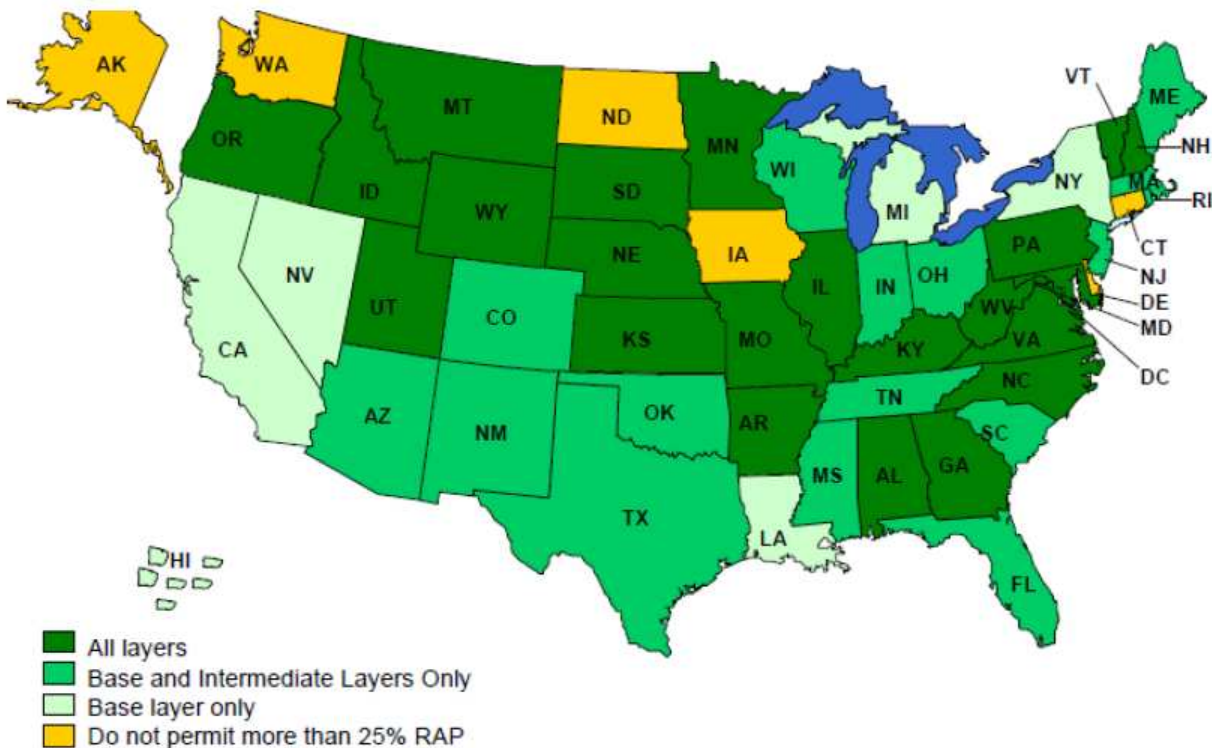 AK
WA
MT
ND
MN
VT
ME
OR
ID
WY
SD
WI
MI
NY
MA
NH
RI
CT
NJ
DE
MD
DC
NV
UT
CO
NE
IA
IL
IN
OH
PA
CA
KS
MO
KY
WV
VA
AZ
NM
OK
AR
TN
NC
SC
TX
LA
MS
AL
GA
FL
HI
All layers
Base and Intermediate Layers Only
Base layer only
Do not permit more than 25% RAP